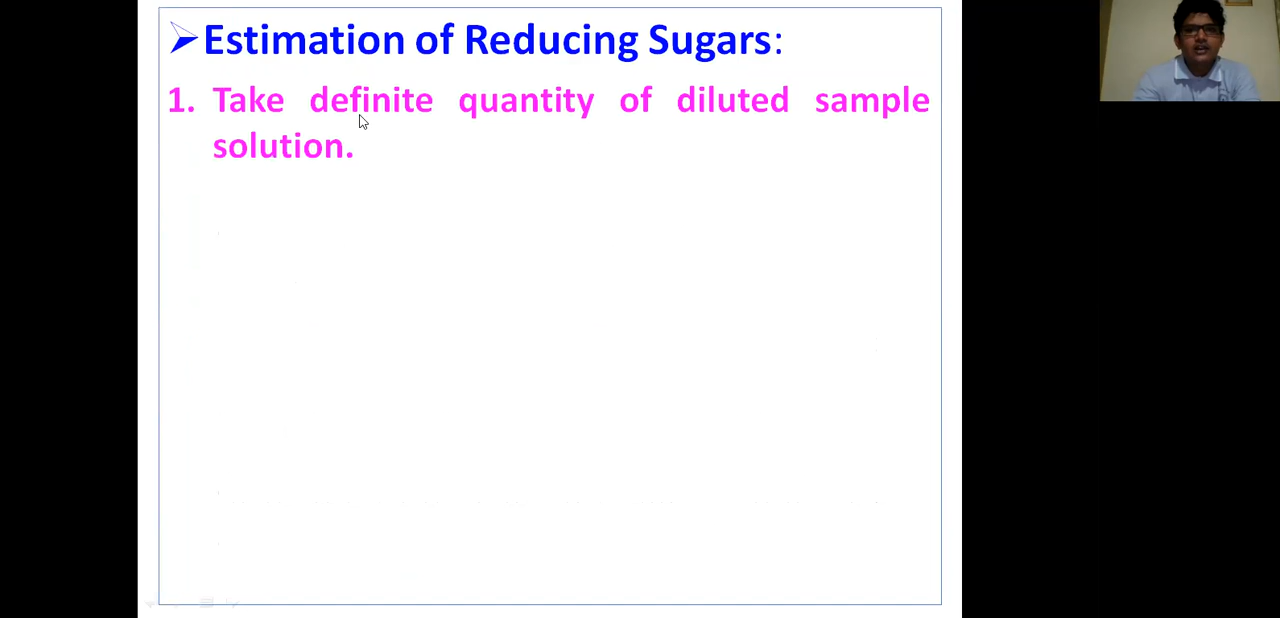 Estimation of Reducing Sugars:
1. Take definite quantity of diluted sample
solution.